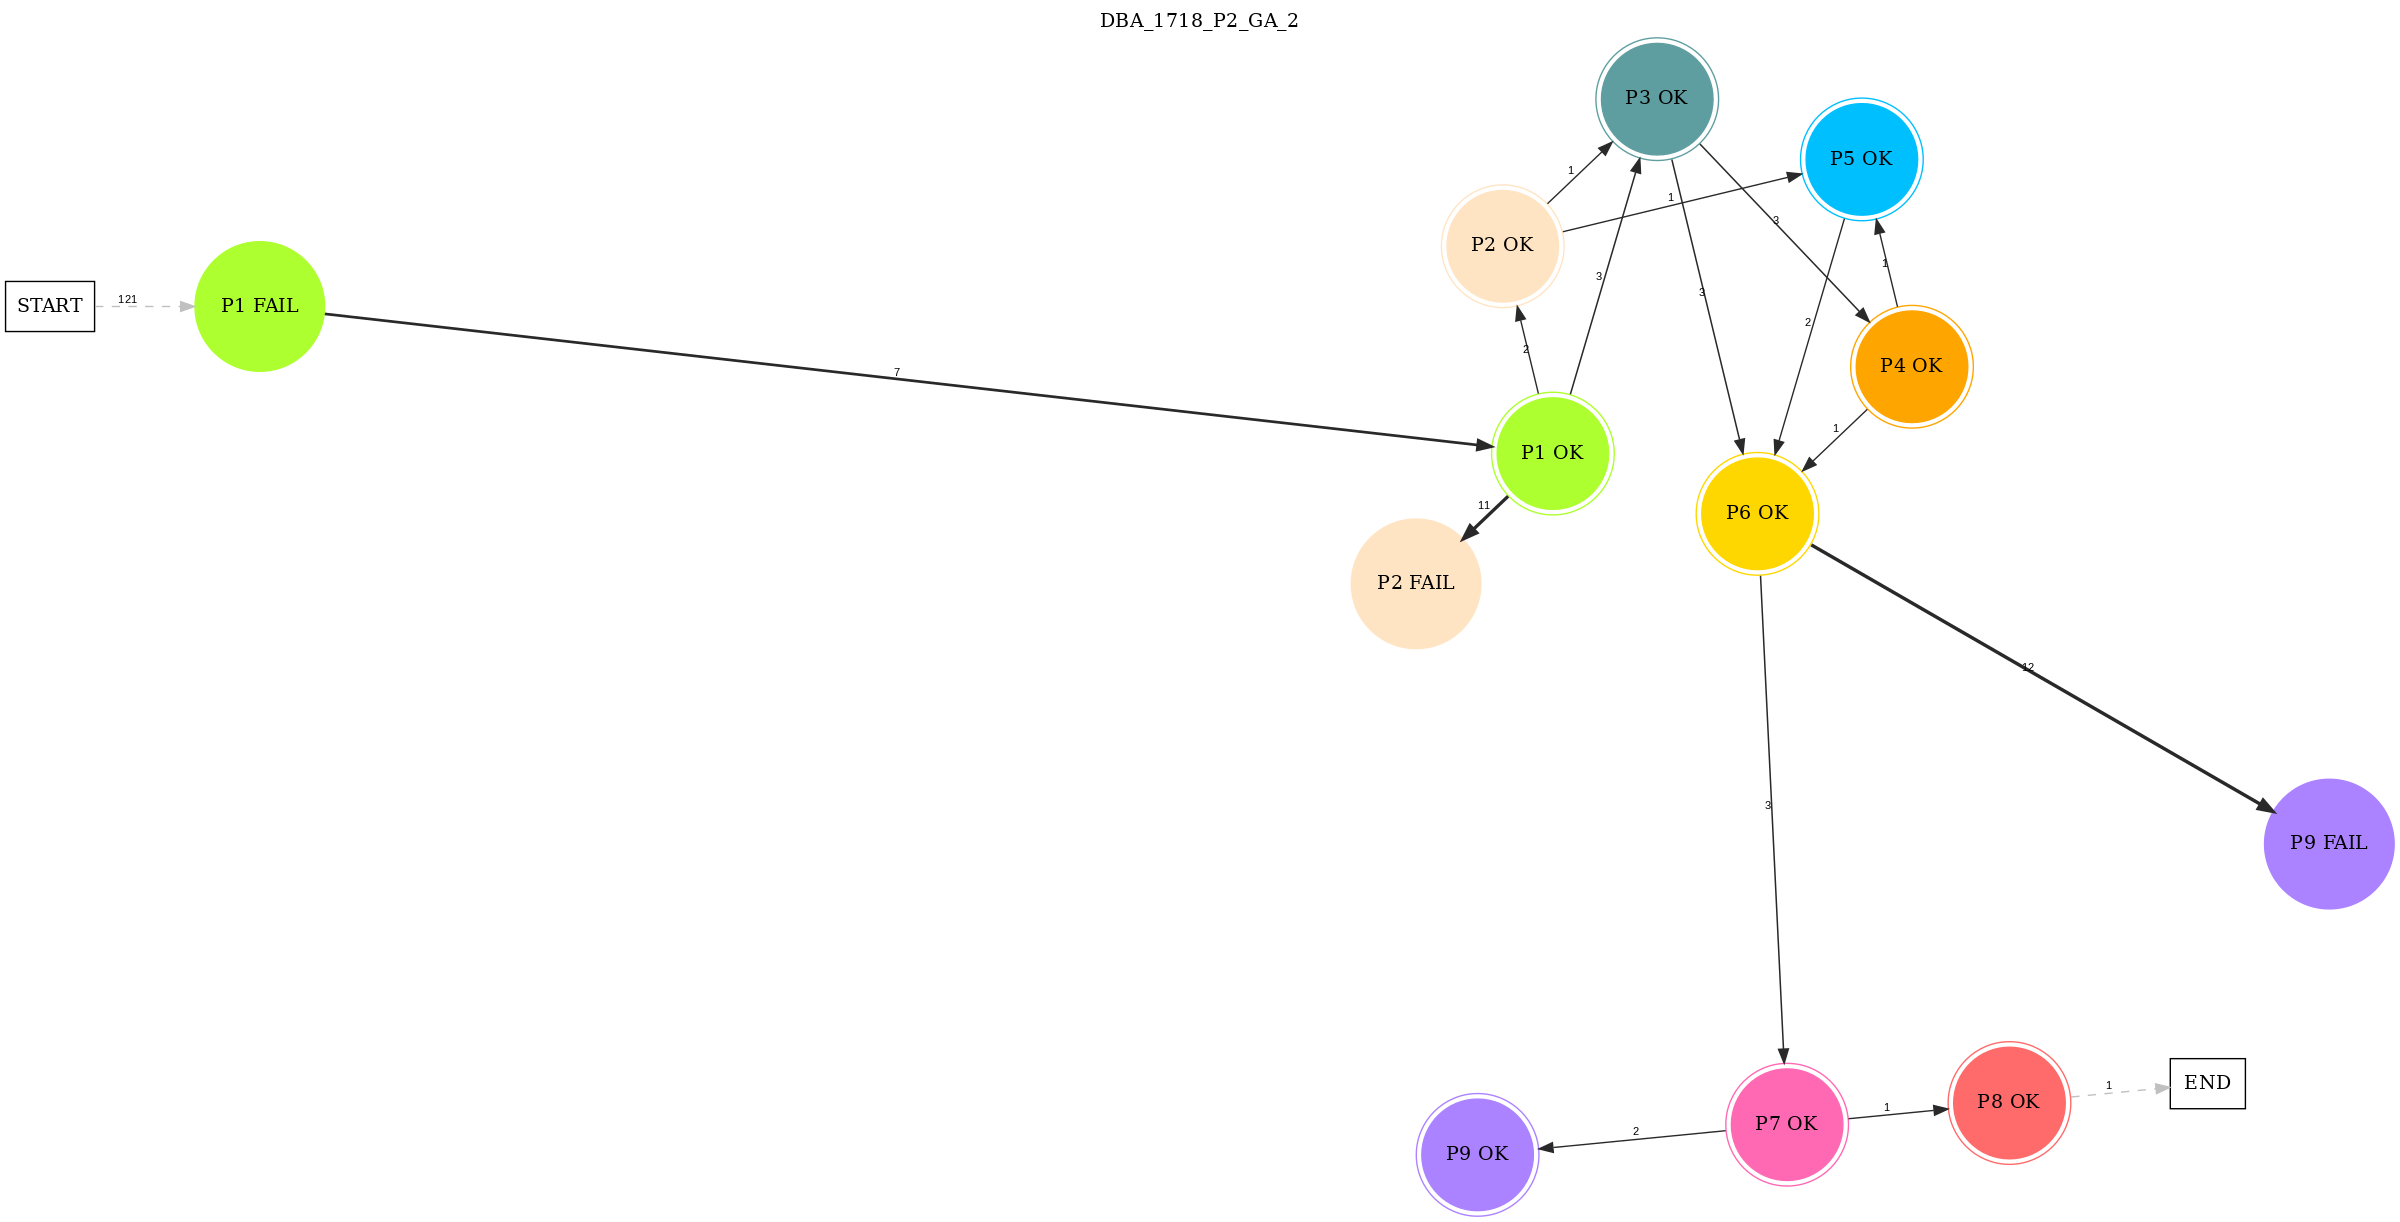 DBA_1718_P2_GA_2
P3 OK
P5 OK
1
1
3
P2 OK
1
3
3
START
121
P1 FAIL
2
2
P4 OK
7
1
P1 OK
11
P6 OK
P2 FAIL
12
3
P9 FAIL
END
1
P8 OK
1
P7 OK
2
P9 OK